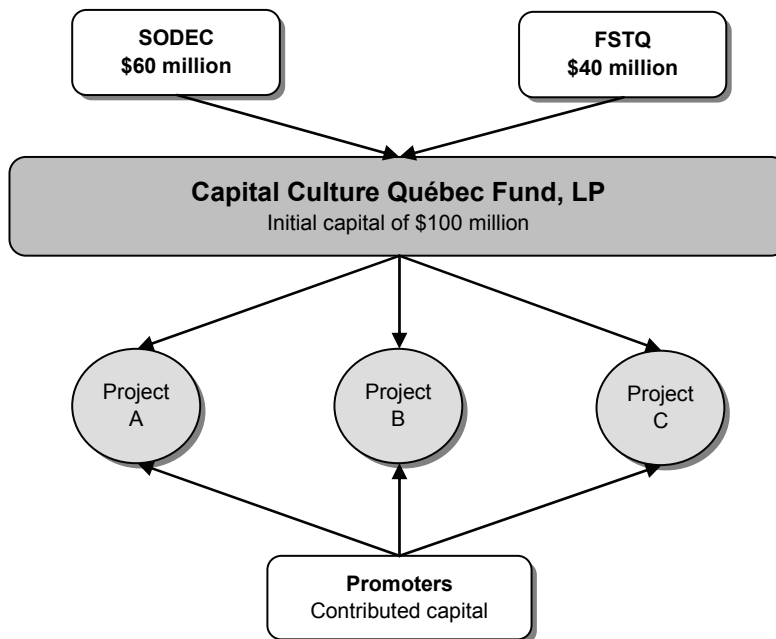 SODEC
$60 million
FSTQ
$40 million
Capital Culture Québec Fund, LP
Initial capital of $100 million
Project
A
Project
B
Project
C
Promoters
Contributed capital